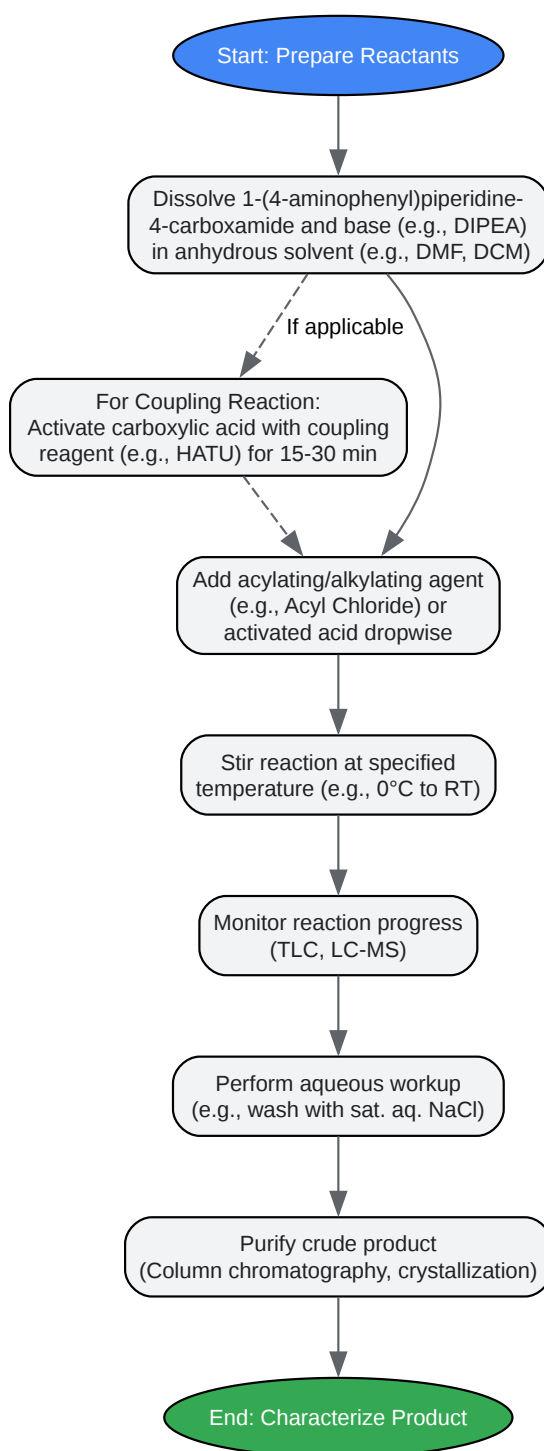 Start: Prepare Reactants
Dissolve 1-(4-aminophenyl)piperidine-
4-carboxamide and base (e.g., DIPEA)
in anhydrous solvent (e.g., DMF, DCM)
If applicable
For Coupling Reaction:
Activate carboxylic acid with coupling
reagent (e.g., HATU) for 15-30 min
Add acylating/alkylating agent
(e.g., Acyl Chloride) or
activated acid dropwise
Stir reaction at specified
temperature (e.g., 0°C to RT)
Monitor reaction progress
(TLC, LC-MS)
Perform aqueous workup
(e.g., wash with sat. aq. NaCl)
Purify crude product
(Column chromatography, crystallization)
End: Characterize Product